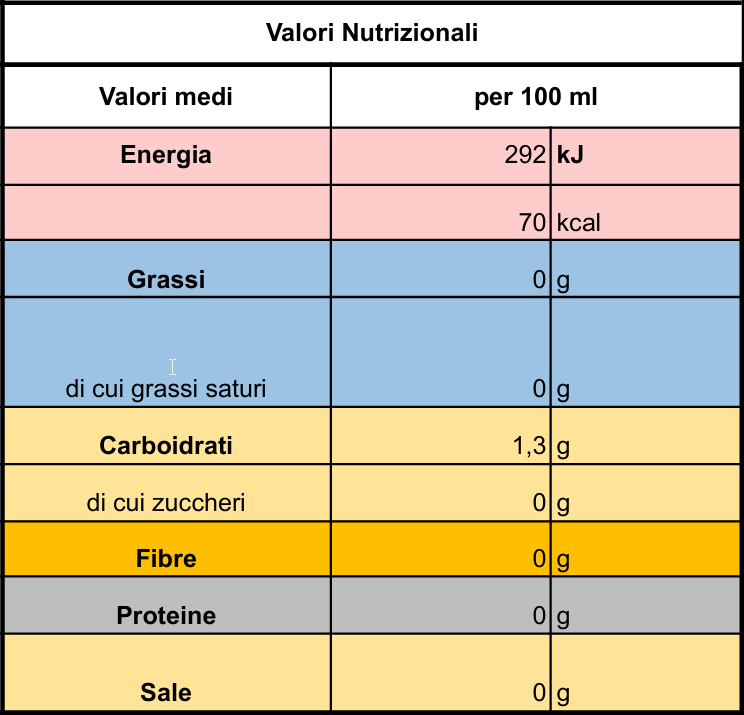 Valori Nutrizionali
Valori medi per 100 ml
Energia 292 kJ
70 kcal
Grassi 0 g
di cui grassi saturi 0 g
Carboidrati 1,3 g
di cui zuccheri 0 g
Fibre 0 g
Proteine 0 g
Sale 0 g